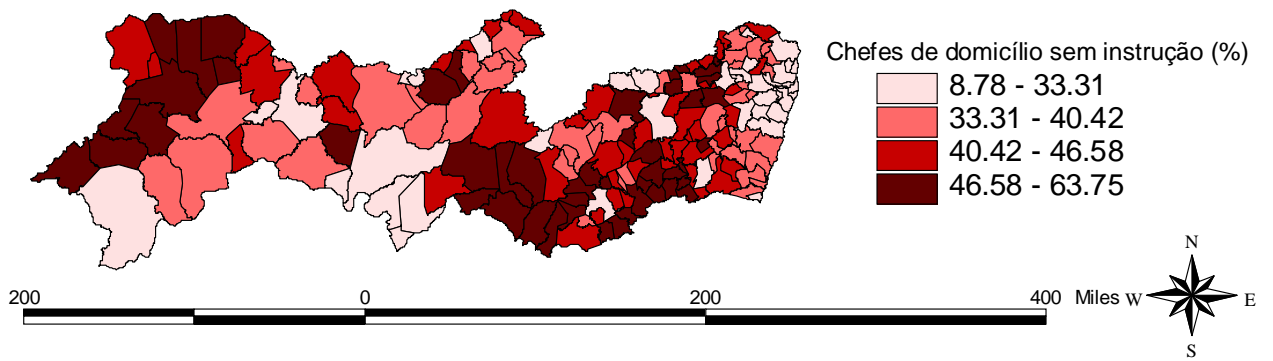 Chefes de domicílio sem instrução (%)
8.78 - 33.31
33.31 - 40.42
40.42 - 46.58
46.58 - 63.75
200 0 200 400 Miles
N
W E
S